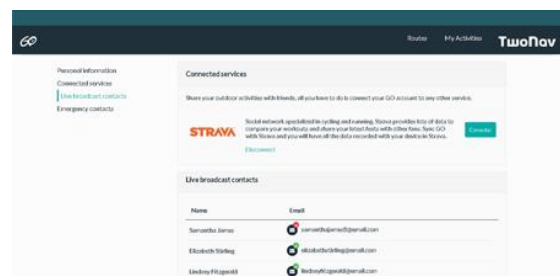 GO
Routes
My Activities
TwoNav
Personal information
Connected services
Live broadcast contacts
Emergency contacts
Connected services
Share your outdoor activities with friends, all you have to do is connect your GO account to any other service.
STRAVA
Social network specialized in cycling and running. Strava provides lots of data to
compare your workouts and share your latest feats with other fans. Sync GO
with Strava and you will have all the data recorded with your device in Strava.
Disconnect
Live broadcast contacts
Name
Email
Samantha James
Elizabeth Stirling
Lindsey Fitzgerald